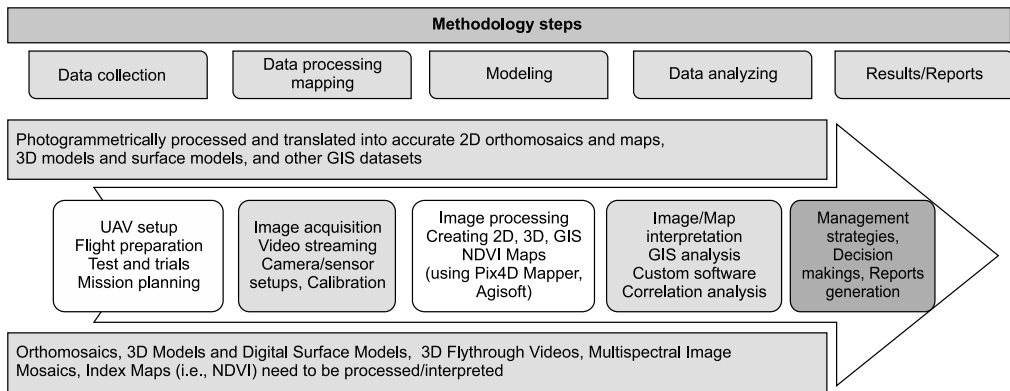 Methodology steps
Data collection
Data processing
mapping
Modeling
Data analyzing
Results/Reports
Photogrammetrically processed and translated into accurate 2D orthomosaics and maps,
3D models and surface models, and other GIS datasets
UAV setup
Flight preparation
Test and trials
Mission planning
Image acquisition
Video streaming
Camera/sensor
setups, Calibration
Image processing
Creating 2D, 3D, GIS
NDVI Maps
(using Pix4D Mapper,
Agisoft)
Image/Map
interpretation
GIS analysis
Custom software
Correlation analysis
Management
strategies,
Decision
makings, Reports
generation
Orthomosaics, 3D Models and Digital Surface Models, 3D Flythrough Videos, Multispectral Image
Mosaics, Index Maps (i.e., NDVI) need to be processed/interpreted